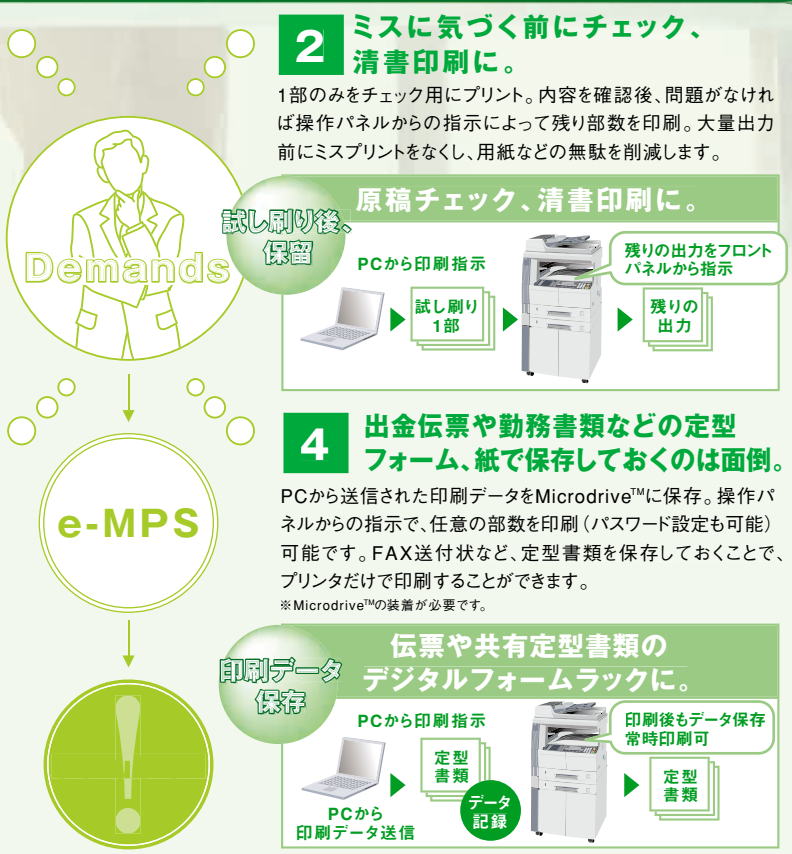 2
ミスに気づく前にチェック、
清書印刷に。
1部のみをチェック用にプリント。内容を確認後、問題がなけれ
ば操作パネルからの指示によって残り部数を印刷。大量出力
前にミスプリントをなくし、用紙などの無駄を削減します。
Demands
試し刷り後、
保留
原稿チェック、清書印刷に。
PCから印刷指示
試し刷り
1部
残りの出力をフロント
パネルから指示
残りの
出力
4
出金伝票や勤務書類などの定型
フォーム、紙で保存しておくのは面倒。
PCから送信された印刷データをMicrodrive™に保存。操作パ
ネルからの指示で、任意の部数を印刷（パスワード設定も可能）
可能です。FAX送付状など、定型書類を保存しておくことで、
プリンタだけで印刷することができます。
※Microdrive™の装着が必要です。
e-MPS
印刷データ
保存
伝票や共有定型書類の
デジタルフォームラックに。
PCから印刷指示
定型
書類
データ
記録
PCから
印刷データ送信
印刷後もデータ保存
常時印刷可
定型
書類
!